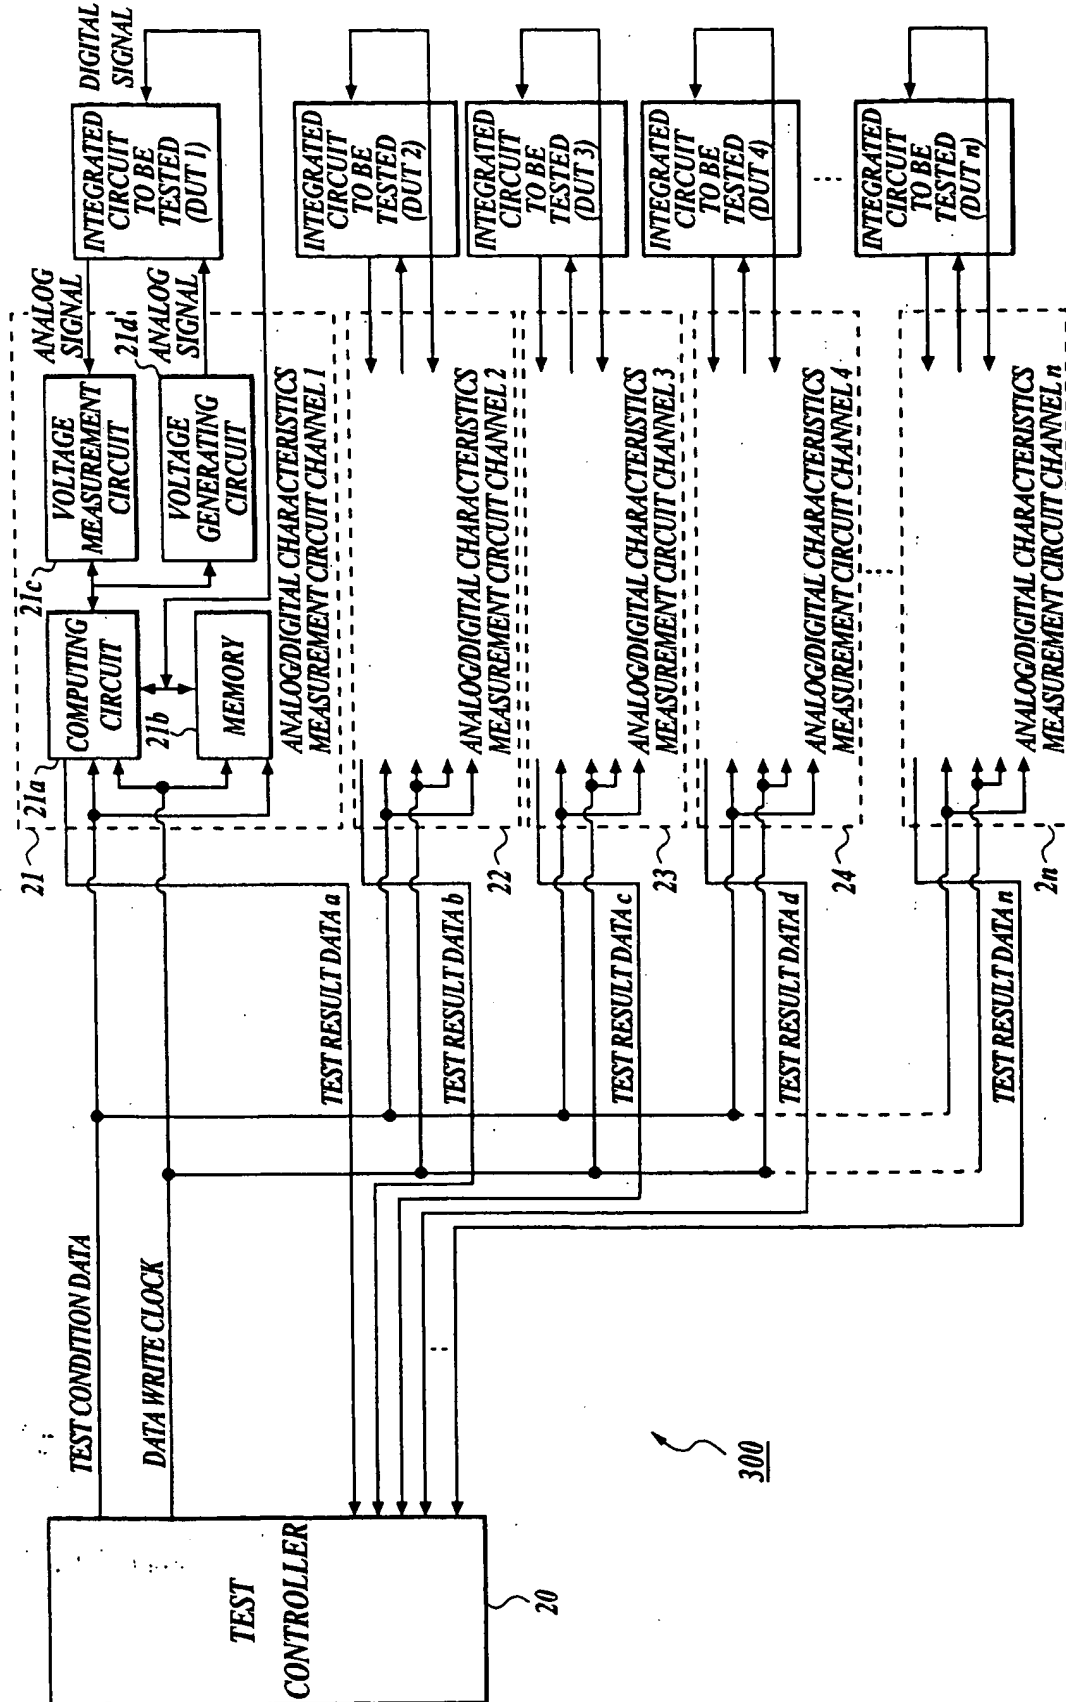 TEST
CONTROLLER
20
TEST CONDITION DATA
DATA WRITE CLOCK
300
TEST RESULT DATA a
TEST RESULT DATA b
TEST RESULT DATA c
TEST RESULT DATA d
TEST RESULT DATA n
21
21a
COMPUTING
CIRCUIT
21b
MEMORY
21c
VOLTAGE
MEASUREMENT
CIRCUIT
21d
VOLTAGE
GENERATING
CIRCUIT
ANALOG/DIGITAL CHARACTERISTICS
MEASUREMENT CIRCUIT CHANNEL 1
ANALOG
SIGNAL
ANALOG
SIGNAL
DIGITAL
SIGNAL
INTEGRATED
CIRCUIT
TO BE
TESTED
(DUT 1)
22
ANALOG/DIGITAL CHARACTERISTICS
MEASUREMENT CIRCUIT CHANNEL 2
INTEGRATED
CIRCUIT
TO BE
TESTED
(DUT 2)
23
ANALOG/DIGITAL CHARACTERISTICS
MEASUREMENT CIRCUIT CHANNEL 3
INTEGRATED
CIRCUIT
TO BE
TESTED
(DUT 3)
24
ANALOG/DIGITAL CHARACTERISTICS
MEASUREMENT CIRCUIT CHANNEL 4
INTEGRATED
CIRCUIT
TO BE
TESTED
(DUT 4)
2n
ANALOG/DIGITAL CHARACTERISTICS
MEASUREMENT CIRCUIT CHANNEL n
INTEGRATED
CIRCUIT
TO BE
TESTED
(DUT n)